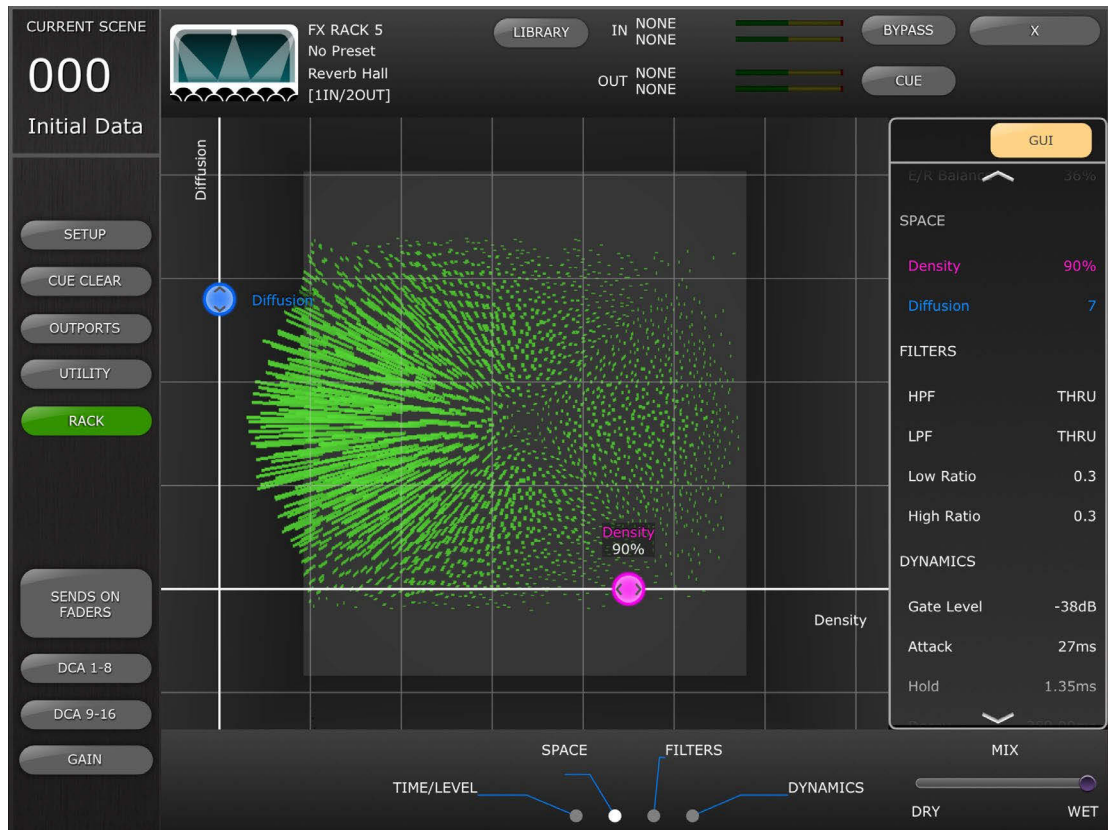 CURRENT SCENE
000
Initial Data
FX RACK 5
No Preset
Reverb Hall
[1IN/2OUT]
LIBRARY
IN NONE
NONE
OUT NONE
NONE
BYPASS
X
CUE
SETUP
CUE CLEAR
OUTPORTS
UTILITY
RACK
SENDS ON
FADERS
DCA 1-8
DCA 9-16
GAIN
Diffusion
Diffusion
Density
90%
Density
GUI
E/R Balance 36%
SPACE
Density 90%
Diffusion 7
FILTERS
HPF THRU
LPF THRU
Low Ratio 0.3
High Ratio 0.3
DYNAMICS
Gate Level -38dB
Attack 27ms
Hold 1.35ms
SPACE
FILTERS
TIME/LEVEL
DYNAMICS
MIX
DRY
WET